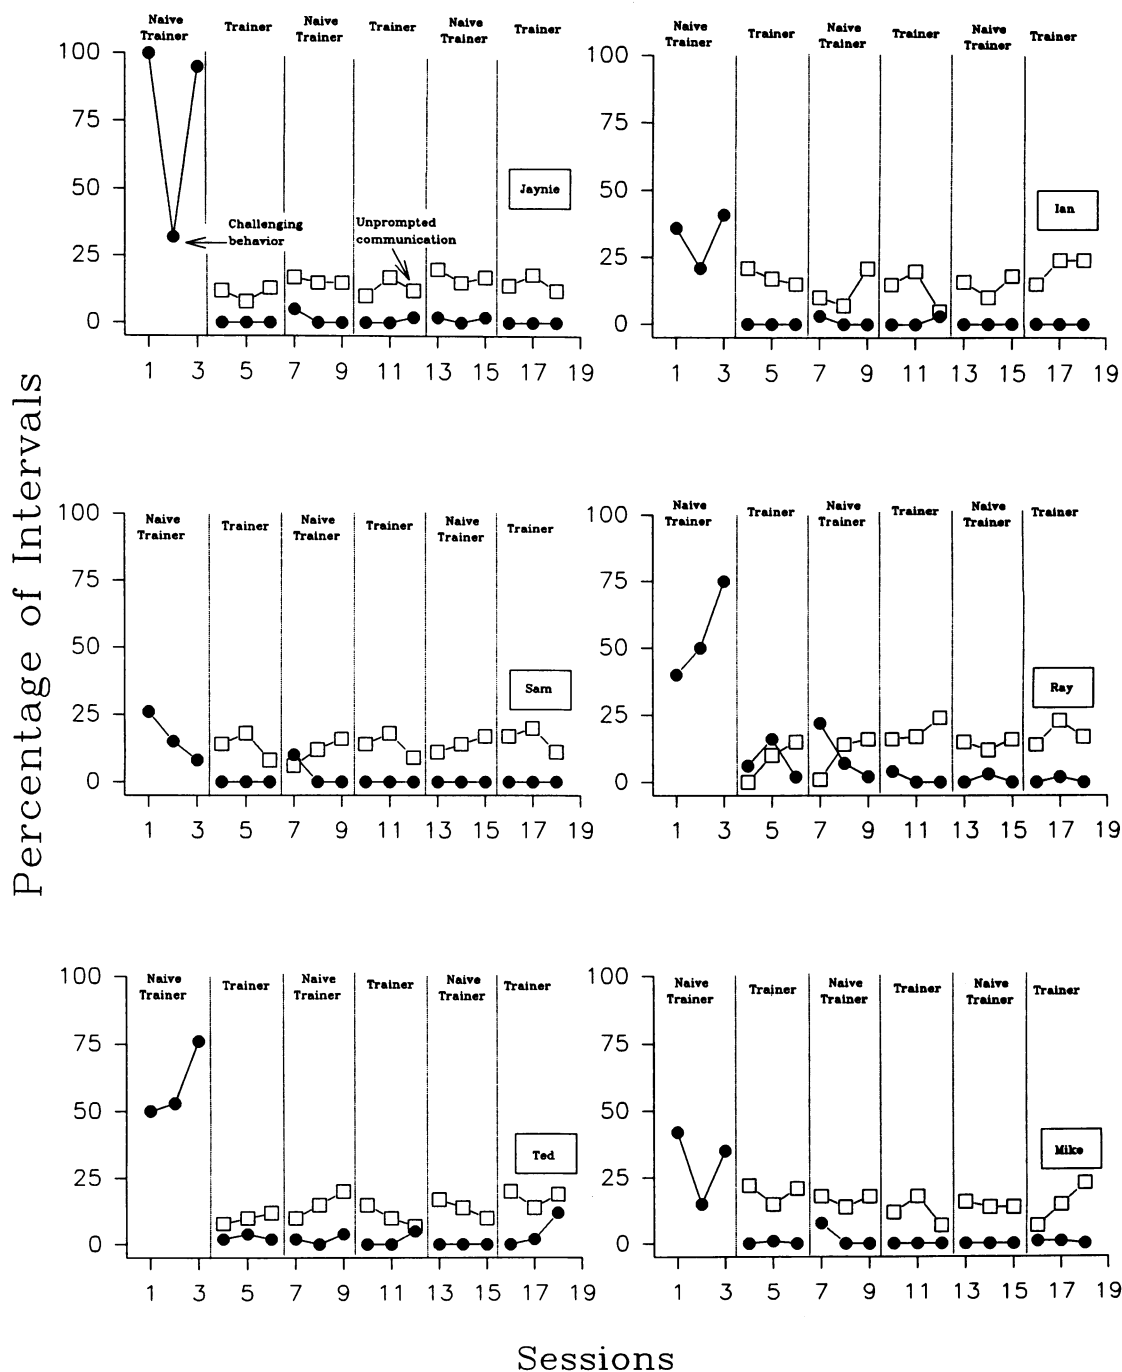 Percentage of Intervals
Naive
Trainer
Trainer
Naive
Trainer
Trainer
Naive
Trainer
Trainer
100
75
50
25
0
Jaynie
Challenging
behavior
Unprompted
communication
1 3 5 7 9 11 13 15 17 19
Naive
Trainer
Trainer
Naive
Trainer
Trainer
Naive
Trainer
Trainer
100
75
50
25
0
Ian
1 3 5 7 9 11 13 15 17 19
Naive
Trainer
Trainer
Naive
Trainer
Trainer
Naive
Trainer
Trainer
100
75
50
25
0
Sam
1 3 5 7 9 11 13 15 17 19
Naive
Trainer
Trainer
Naive
Trainer
Trainer
Naive
Trainer
Trainer
100
75
50
25
0
Ray
1 3 5 7 9 11 13 15 17 19
Naive
Trainer
Trainer
Naive
Trainer
Trainer
Naive
Trainer
Trainer
100
75
50
25
0
Ted
1 3 5 7 9 11 13 15 17 19
Naive
Trainer
Trainer
Naive
Trainer
Trainer
Naive
Trainer
Trainer
100
75
50
25
0
Mike
1 3 5 7 9 11 13 15 17 19
Sessions